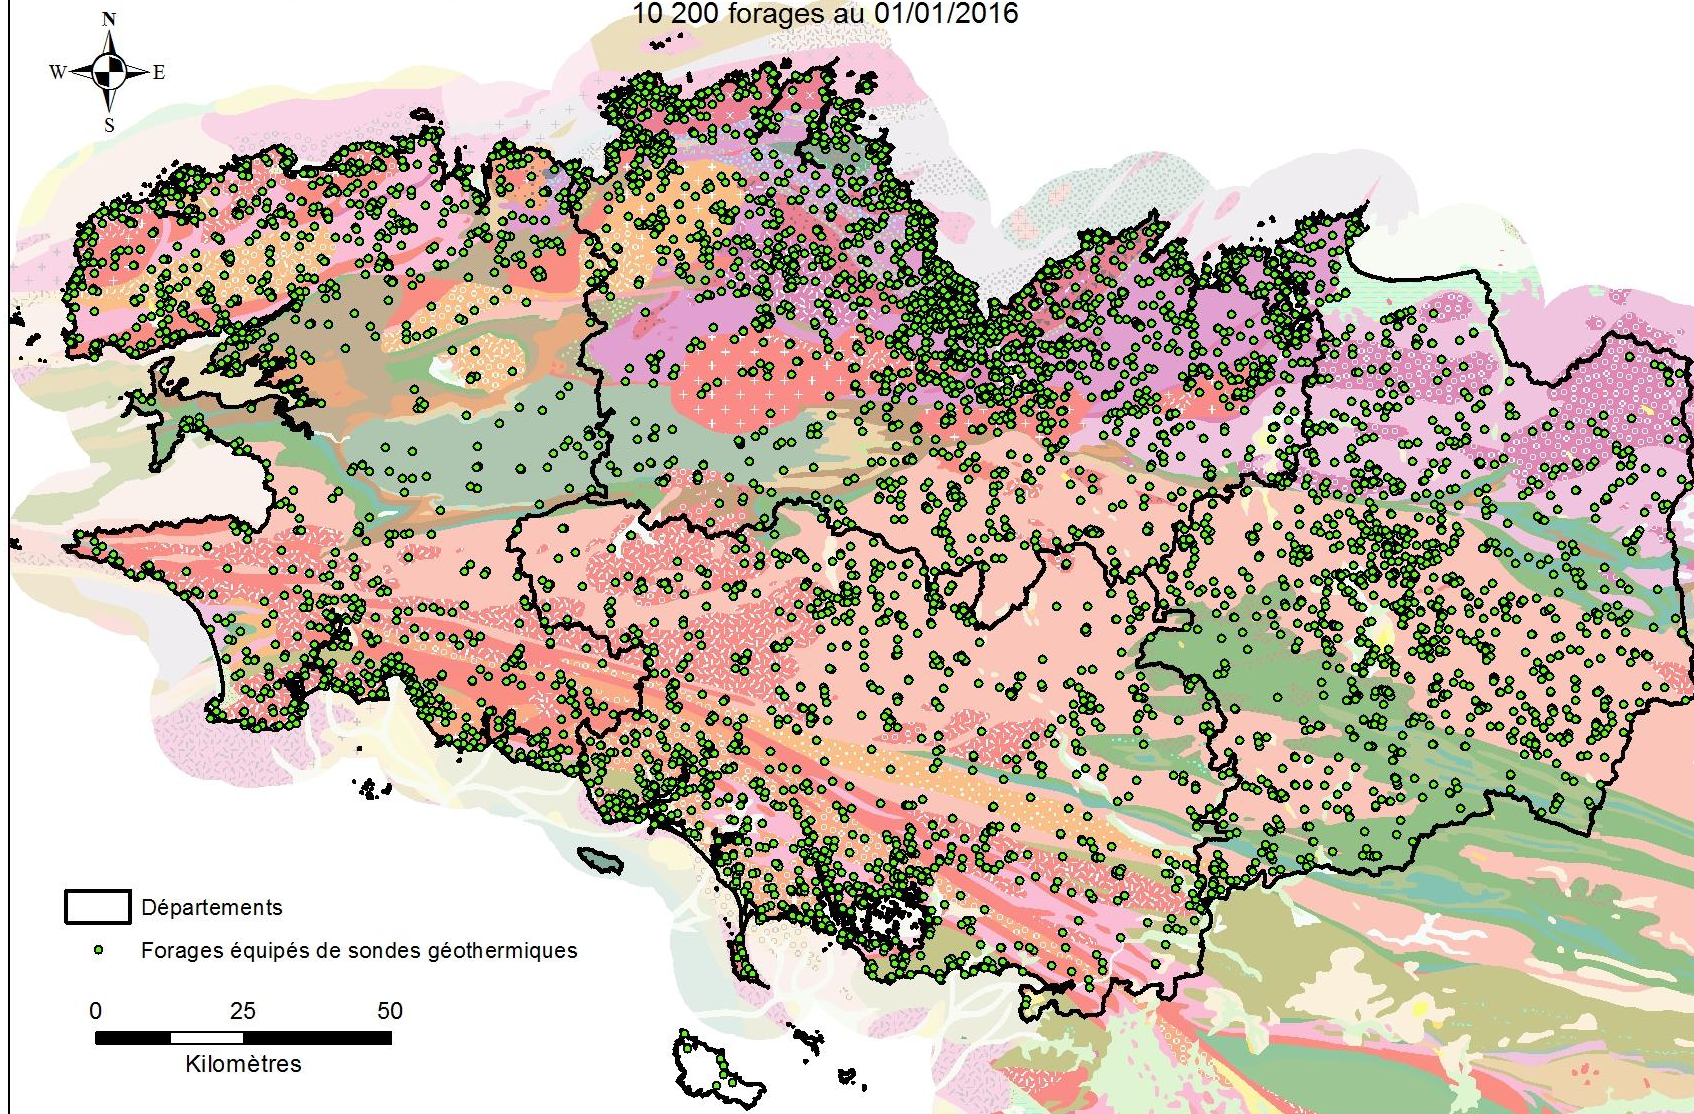 10 200 forages au 01/01/2016
N
W E
S
Départements
Forages équipés de sondes géothermiques
0 25 50
Kilomètres